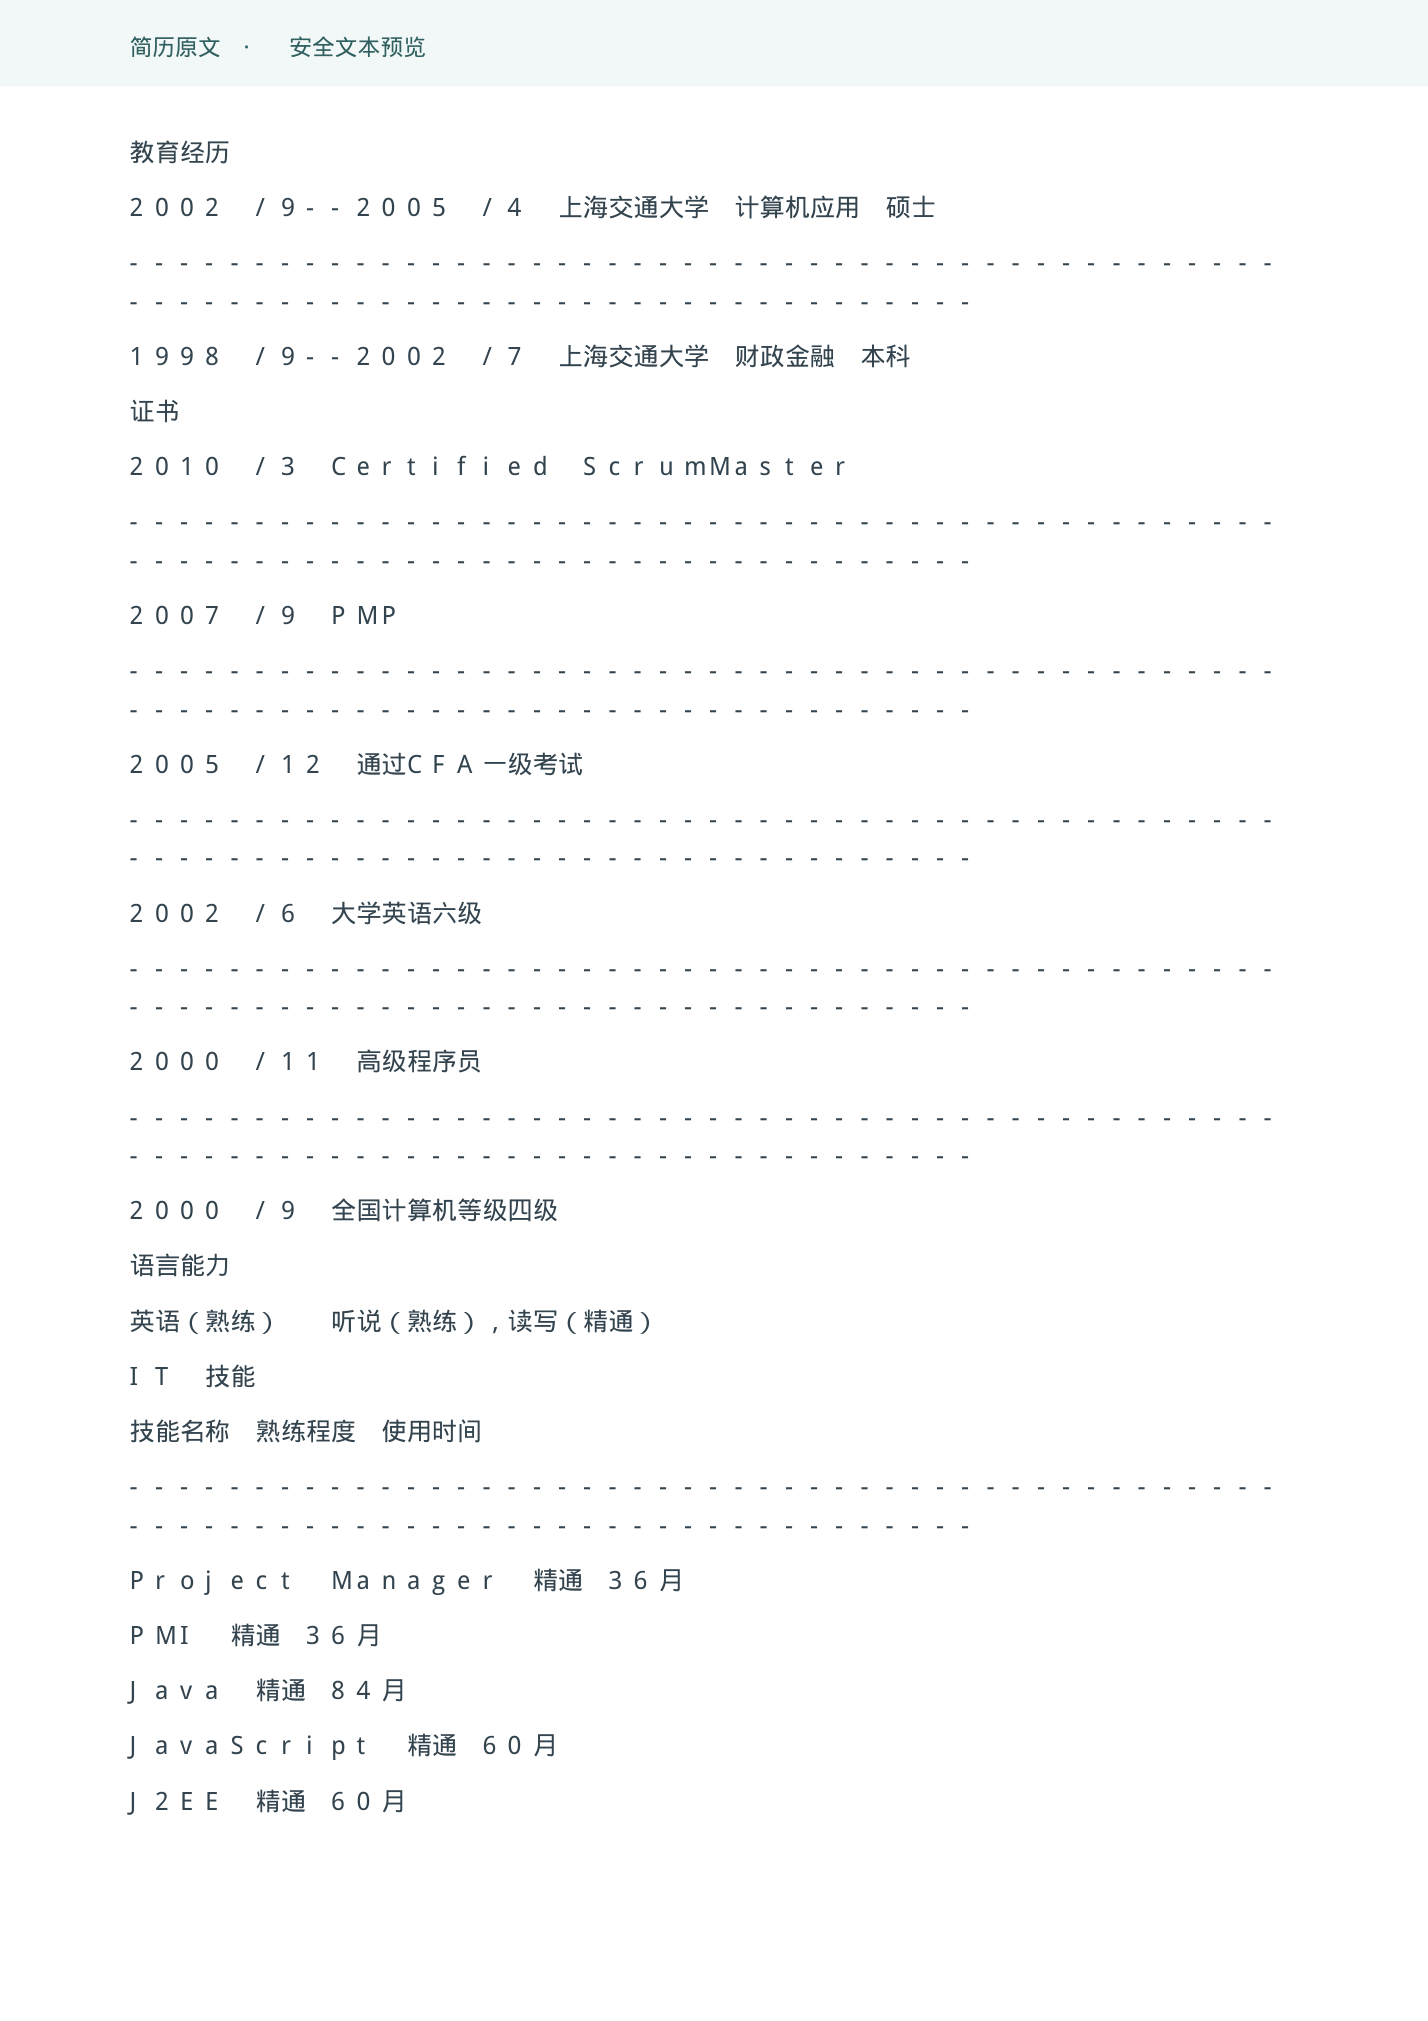 简历原文 · 安全文本预览
教育经历
2002 /9--2005 /4 上海交通大学 计算机应用 硕士
----------------------------------------------
----------------------------------
1998 /9--2002 /7 上海交通大学 财政金融 本科
证书
2010 /3 Certified ScrumMaster
----------------------------------------------
----------------------------------
2007 /9 PMP
----------------------------------------------
----------------------------------
2005 /12 通过CFA一级考试
----------------------------------------------
----------------------------------
2002 /6 大学英语六级
----------------------------------------------
----------------------------------
2000 /11 高级程序员
----------------------------------------------
----------------------------------
2000 /9 全国计算机等级四级
语言能力
英语(熟练) 听说(熟练),读写(精通)
IT 技能
技能名称 熟练程度 使用时间
----------------------------------------------
----------------------------------
Project Manager 精通 36月
PMI 精通 36月
Java 精通 84月
JavaScript 精通 60月
J2EE 精通 60月